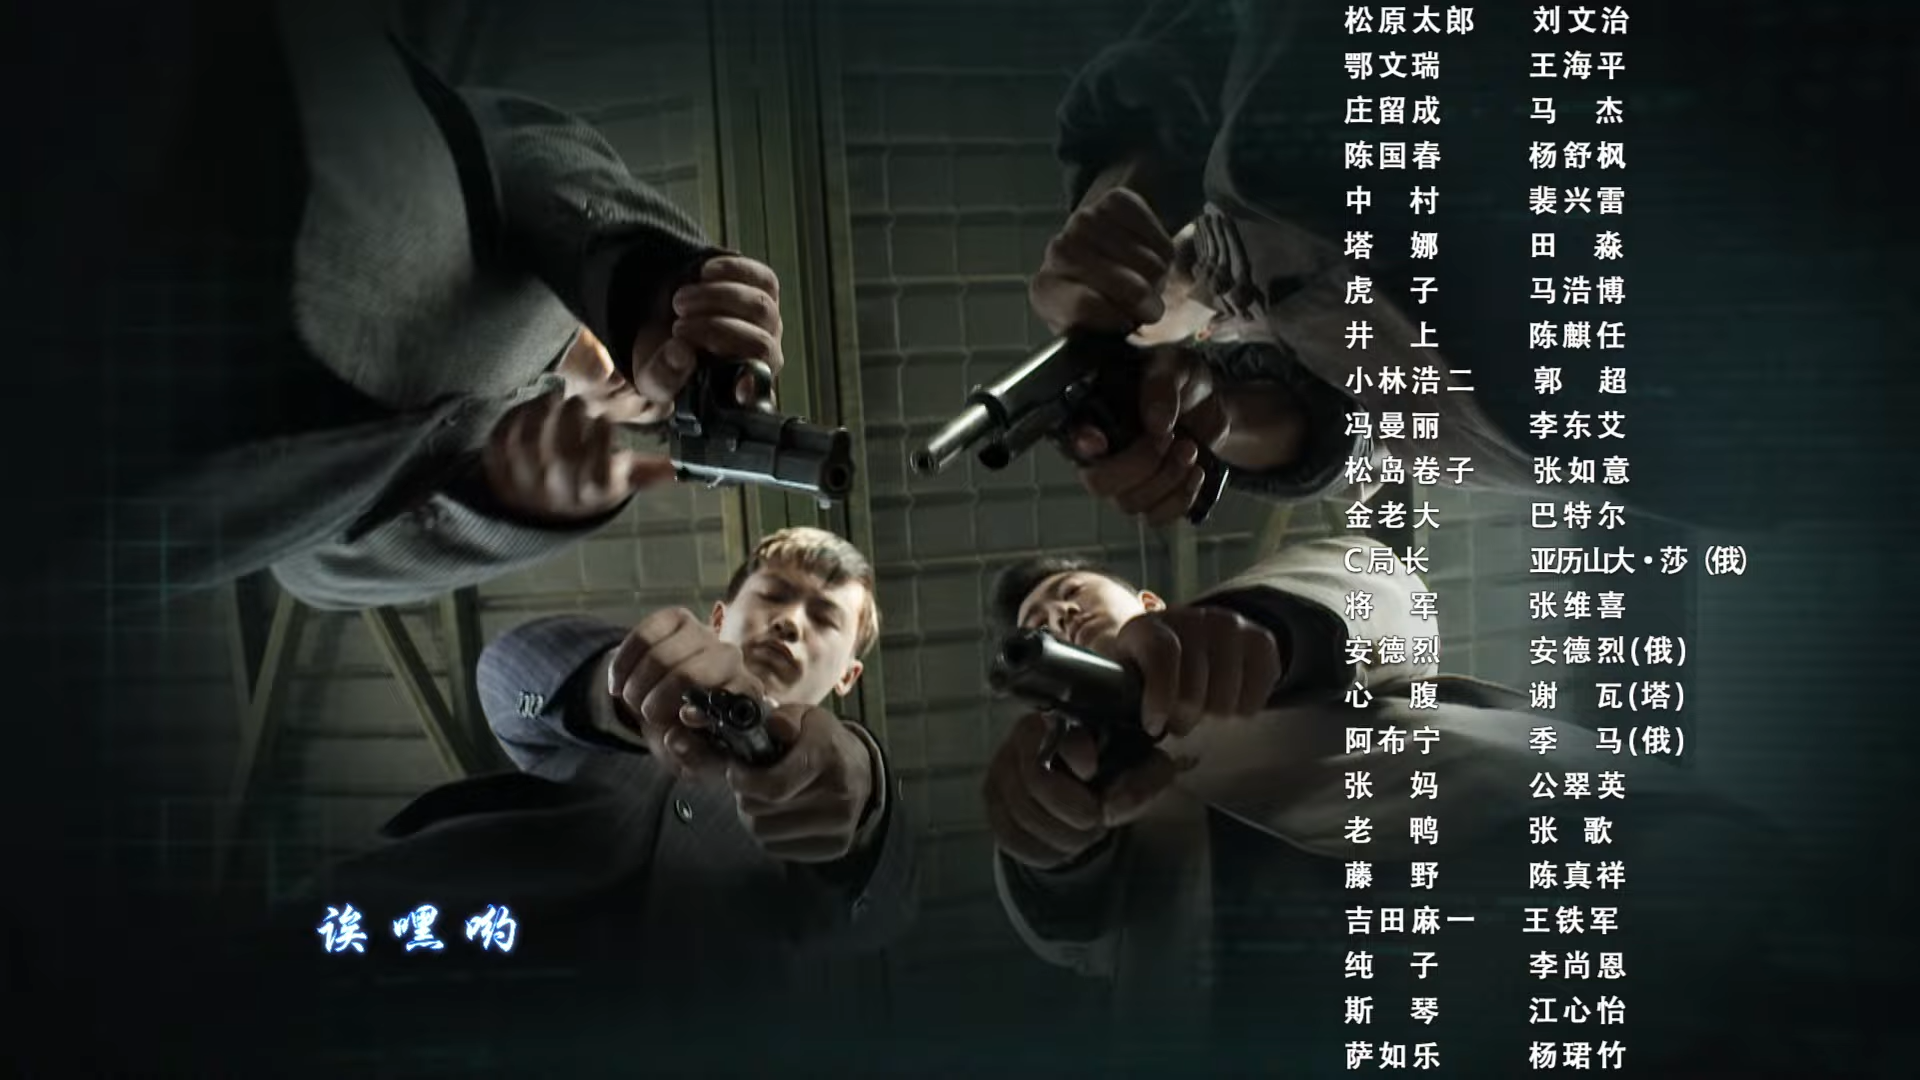 松原太郎 刘文治
鄂文瑞 王海平
庄留成 马杰
陈国春 杨舒枫
中村 裴兴雷
塔娜 田淼
虎子 马浩博
井上 陈麒任
小林浩二 郭超
冯曼丽 李东艾
松岛卷子 张如意
金老大 巴特尔
C局长 亚历山大·莎(俄)
将军 张维喜
安德烈 安德烈(俄)
心腹 谢瓦(塔)
阿布宁 季马(俄)
张妈 公翠英
老鸭 张歌
藤野 陈真祥
吉田麻一 王铁军
纯子 李尚恩
斯琴 江心怡
萨如乐 杨珺竹
诶嘿哟